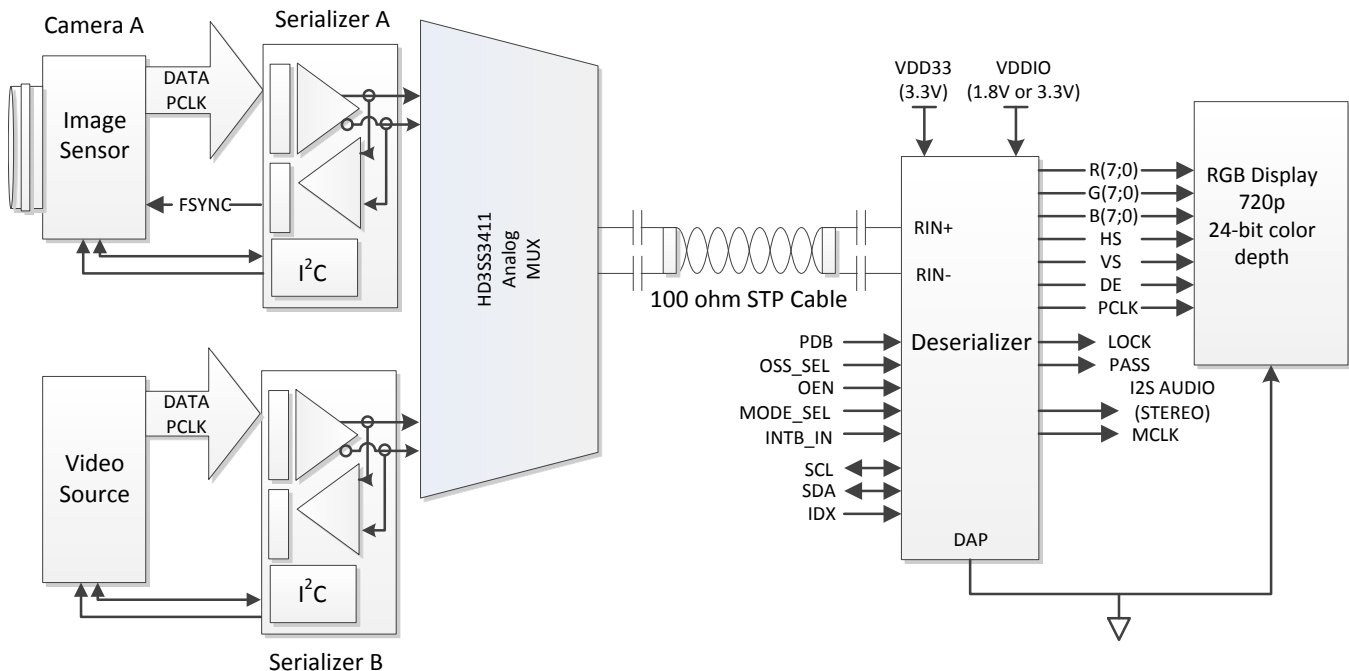 Camera A
Serializer A
Image
Sensor
DATA
PCLK
FSYNC
I²C
HD3SS3411
Analog
MUX
Video
Source
DATA
PCLK
I²C
Serializer B
100 ohm STP Cable
VDD33
(3.3V)
VDDIO
(1.8V or 3.3V)
RIN+
RIN-
Deserializer
DAP
PDB
OSS_SEL
OEN
MODE_SEL
INTB_IN
SCL
SDA
IDX
R(7;0)
G(7;0)
B(7;0)
HS
VS
DE
PCLK
LOCK
PASS
I2S AUDIO
(STEREO)
MCLK
RGB Display
720p
24-bit color
depth